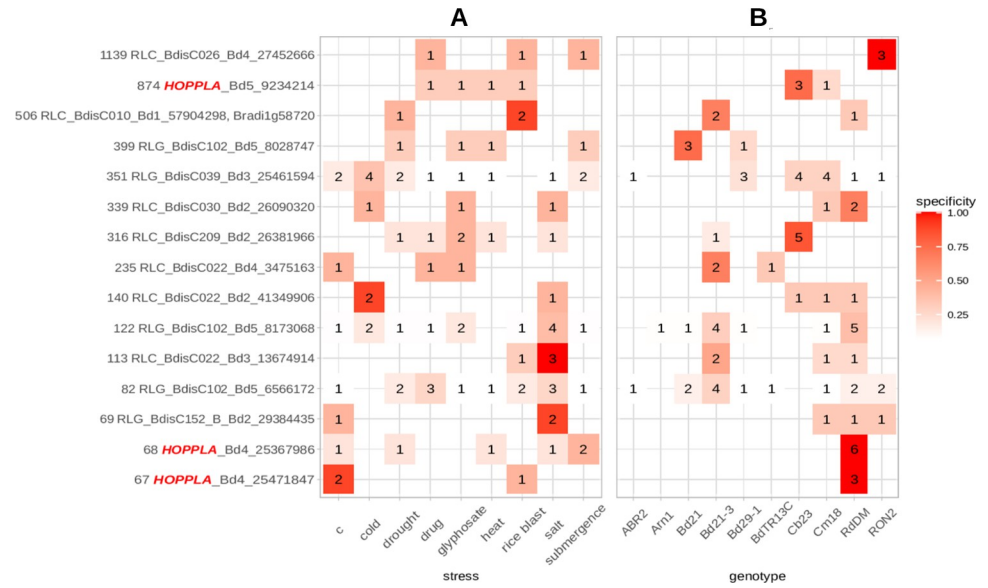 A B
1139 RLC_BdisC026_Bd4_27452666 1 1 1 3
874 HOPPLA_Bd5_9234214 1 1 1 1 3 1
506 RLC_BdisC010_Bd1_57904298, Bradi1g58720 1 2 2 1
399 RLG_BdisC102_Bd5_8028747 1 1 1 1 3 1
351 RLG_BdisC039_Bd3_25461594 2 4 2 1 1 1 1 2 1 3 4 4 1 1
339 RLC_BdisC030_Bd2_26090320 1 1 1 1 2
316 RLC_BdisC209_Bd2_26381966 1 1 2 1 1 1 5
235 RLC_BdisC022_Bd4_3475163 1 1 1 2 1
140 RLC_BdisC022_Bd2_41349906 2 1 1 1 1
122 RLG_BdisC102_Bd5_8173068 1 2 1 1 2 1 4 1 1 1 4 1 1 1 5
113 RLC_BdisC022_Bd3_13674914 1 3 2 1 1
82 RLG_BdisC102_Bd5_6566172 1 2 3 1 1 2 3 1 1 2 4 1 1 1 2 2
69 RLG_BdisC152_B_Bd2_29384435 1 2 1 1 1
68 HOPPLA_Bd4_25367986 1 1 1 1 2 6
67 HOPPLA_Bd4_25471847 2 1 3
c cold drought drug glyphosate heat rice blast salt submergence
ABR2 Arn1 Bd21 Bd21-3 Bd29-1 BdTR13C Cb23 Cm18 RdDM RON2
stress genotype
specificity
1.00
0.75
0.50
0.25